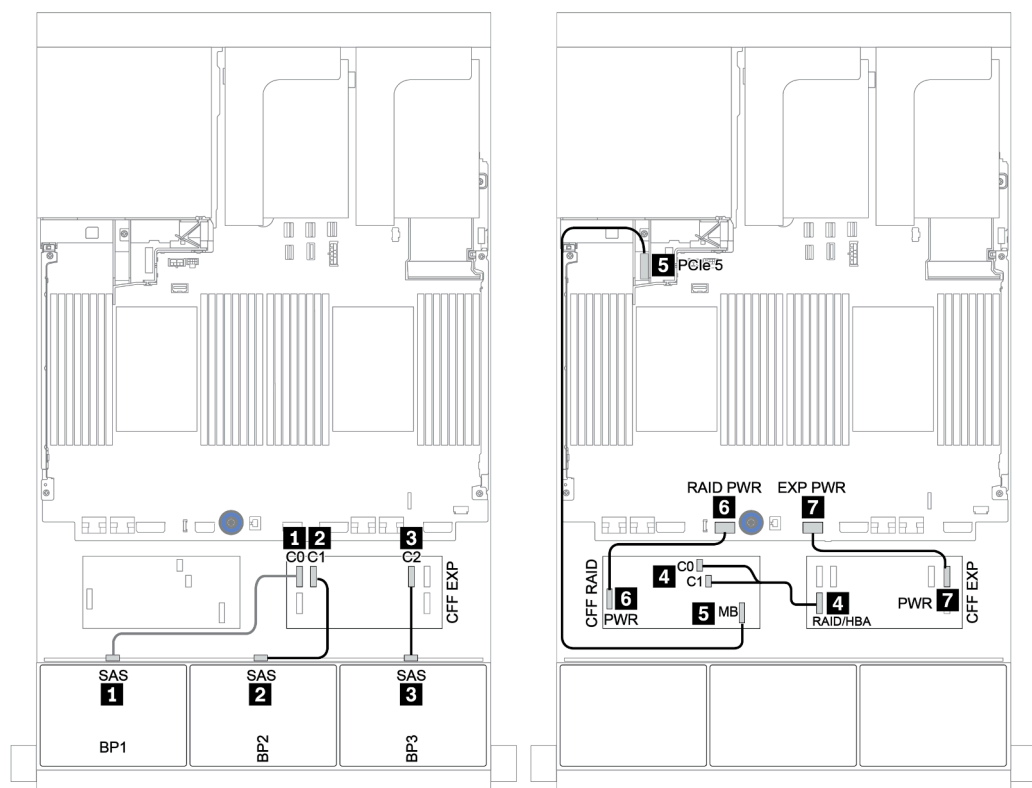 1 2 3
C0 C1 C2
CFF EXP
SAS SAS SAS
1 2 3
BP1 BP2 BP3
5 PCIe 5
RAID PWR EXP PWR
6 7
CFF RAID
4 C0
C1
6
PWR
5 MB
4
RAID/HBA
PWR 7
CFF EXP